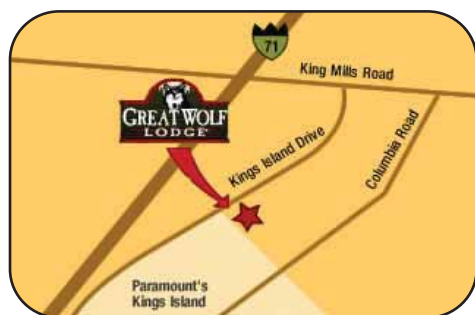 71
King Mills Road
GREAT WOLF
LODGE®
Kings Island Drive
Columbia Road
Paramount's
Kings Island